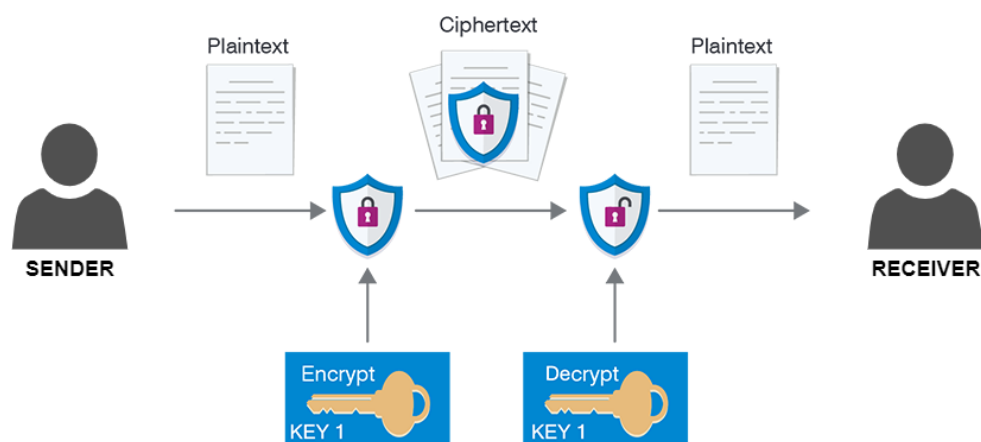 Ciphertext
Plaintext
Plaintext
SENDER
RECEIVER
Encrypt
KEY 1
Decrypt
KEY 1